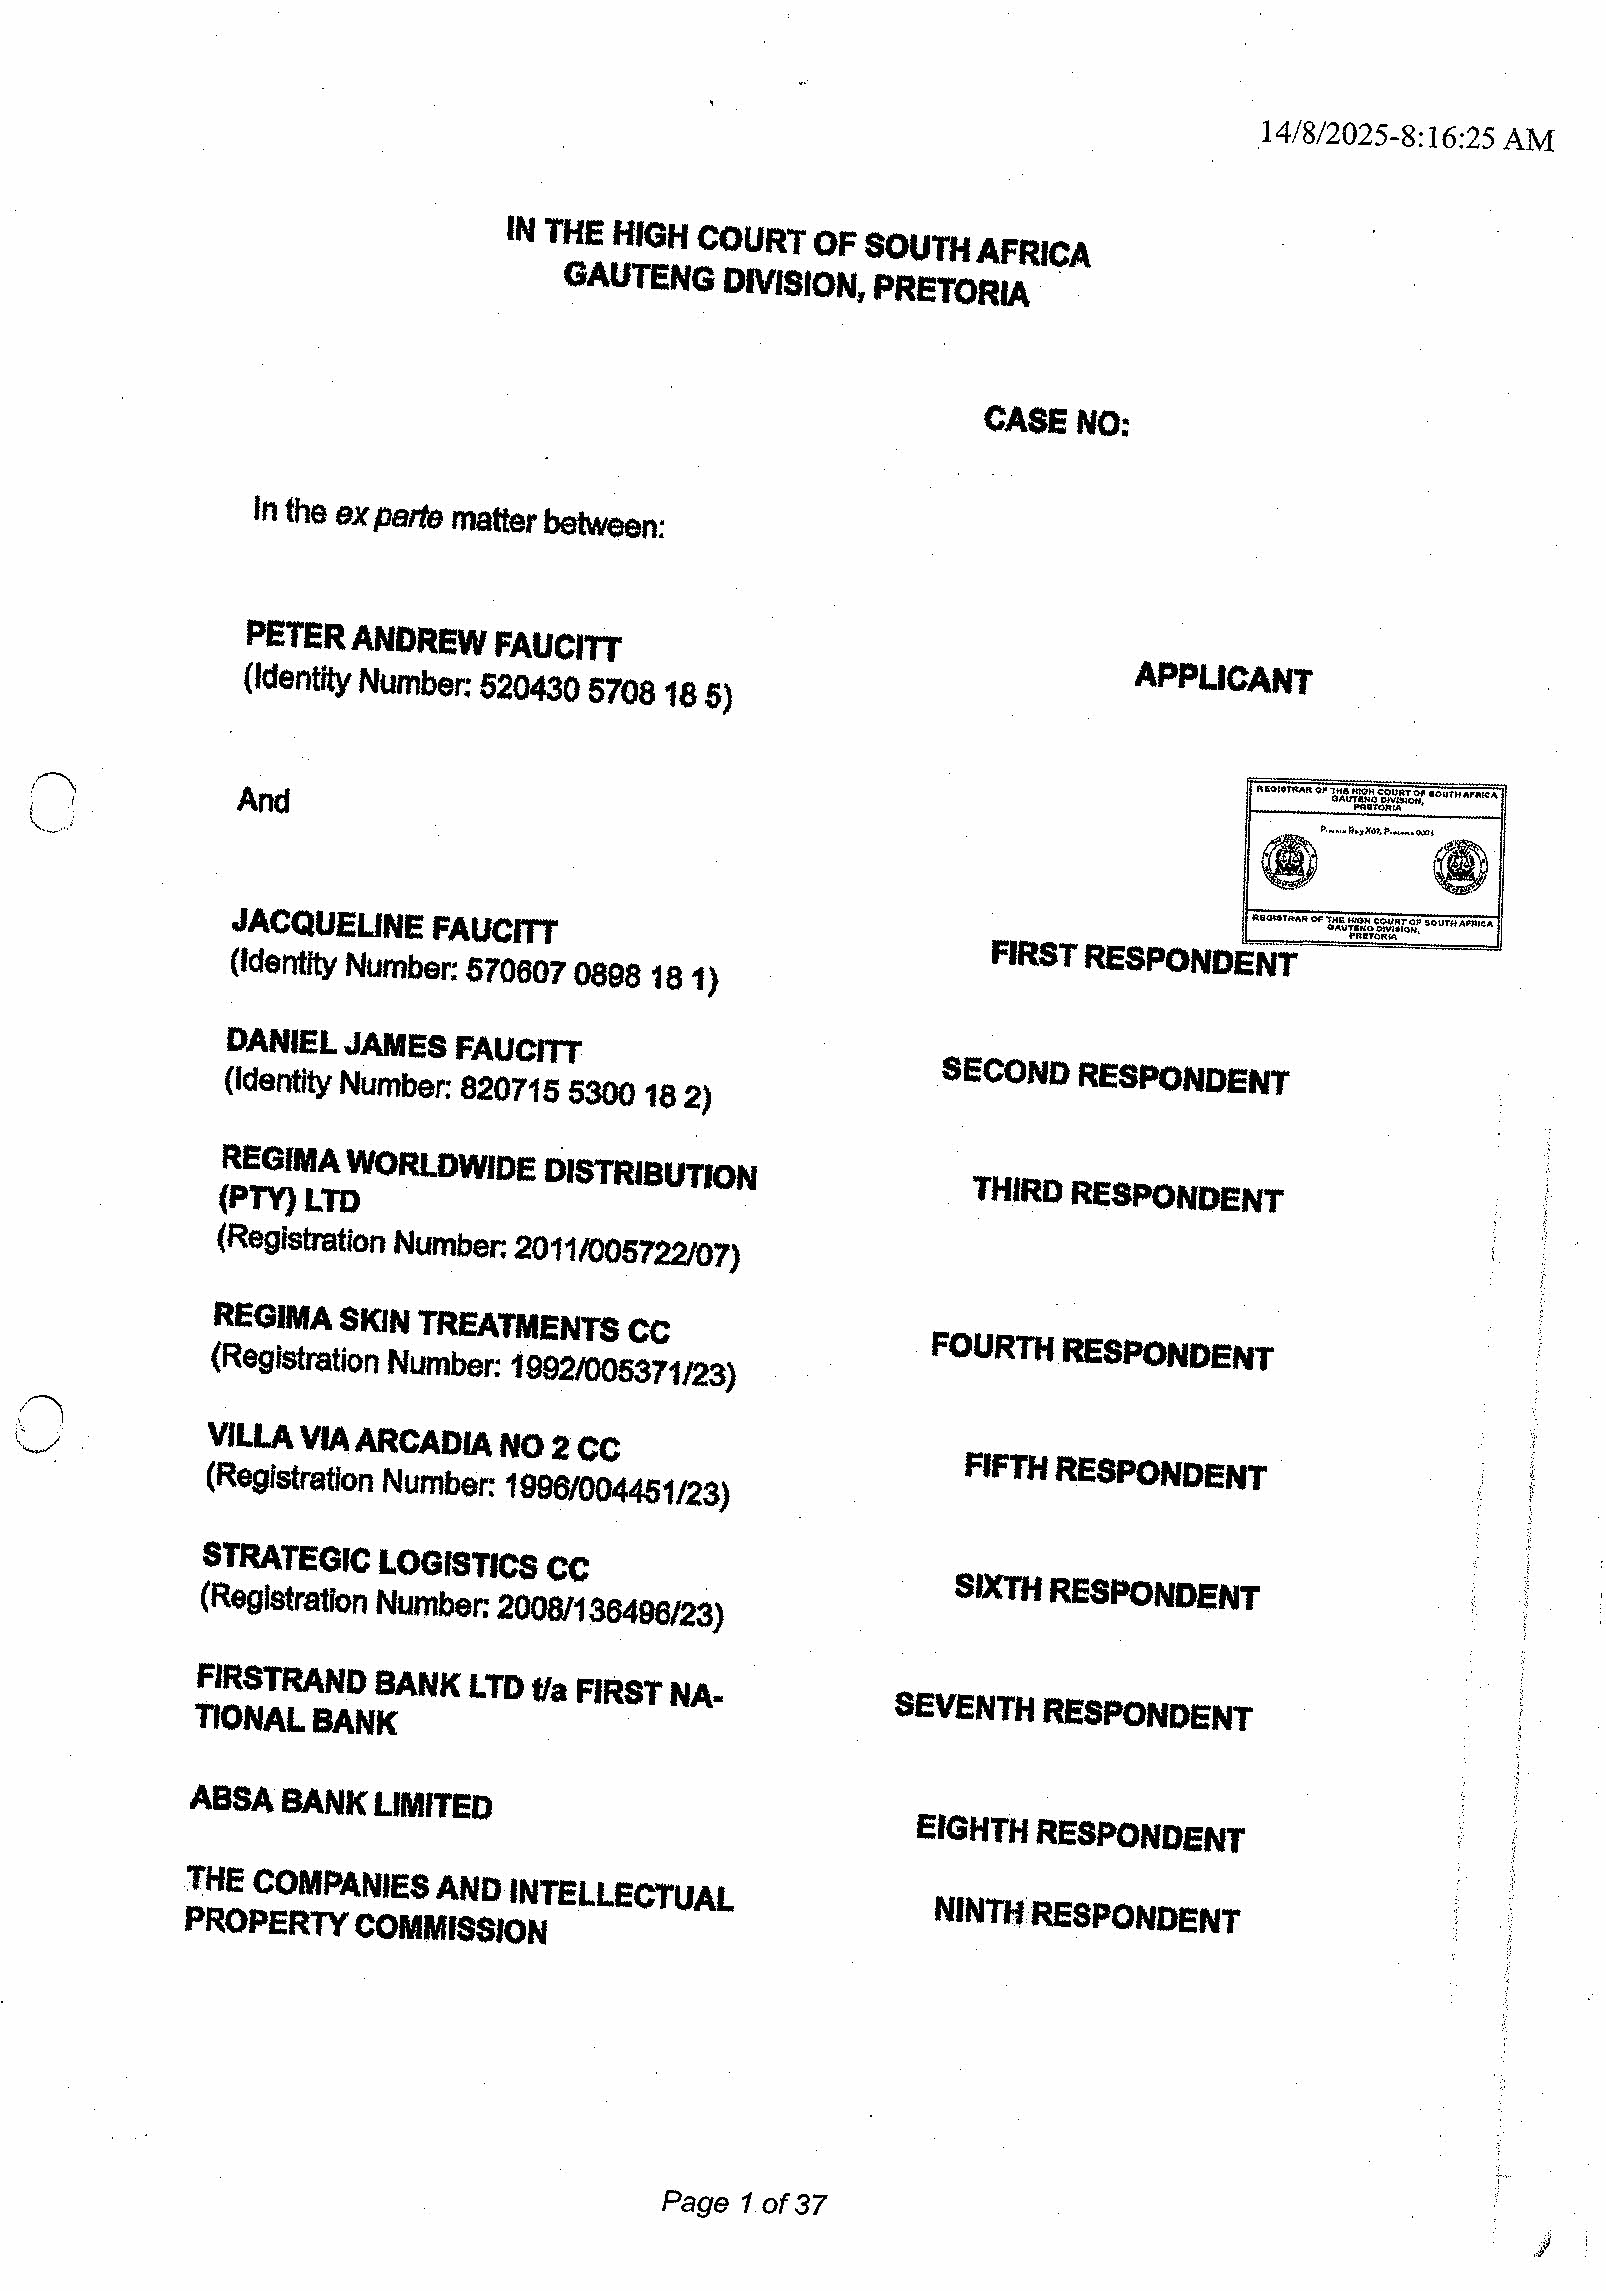 14/8/2025-8:16:25 AM
IN THE HIGH COURT OF SOUTH AFRICA
GAUTENG DIVISION, PRETORIA
CASE NO:
In the ex parte matter between:
PETER ANDREW FAUCITT
(Identity Number: 520430 5708 18 5)
APPLICANT
And
REGISTRAR OF THE HIGH COURT OF SOUTH AFRICA
GAUTENG DIVISION,
PRETORIA
Private Bag X67, Pretoria 0001
REGISTRAR OF THE HIGH COURT OF SOUTH AFRICA
GAUTENG DIVISION,
PRETORIA
JACQUELINE FAUCITT
(Identity Number: 570607 0898 18 1)
FIRST RESPONDENT
DANIEL JAMES FAUCITT
(Identity Number: 820715 5300 18 2)
SECOND RESPONDENT
REGIMA WORLDWIDE DISTRIBUTION
(PTY) LTD
(Registration Number: 2011/005722/07)
THIRD RESPONDENT
REGIMA SKIN TREATMENTS CC
(Registration Number: 1992/005371/23)
FOURTH RESPONDENT
VILLA VIA ARCADIA NO 2 CC
(Registration Number: 1996/004451/23)
FIFTH RESPONDENT
STRATEGIC LOGISTICS CC
(Registration Number: 2008/136496/23)
SIXTH RESPONDENT
FIRSTRAND BANK LTD t/a FIRST NA-
TIONAL BANK
SEVENTH RESPONDENT
ABSA BANK LIMITED
EIGHTH RESPONDENT
THE COMPANIES AND INTELLECTUAL
PROPERTY COMMISSION
NINTH RESPONDENT
Page 1 of 37